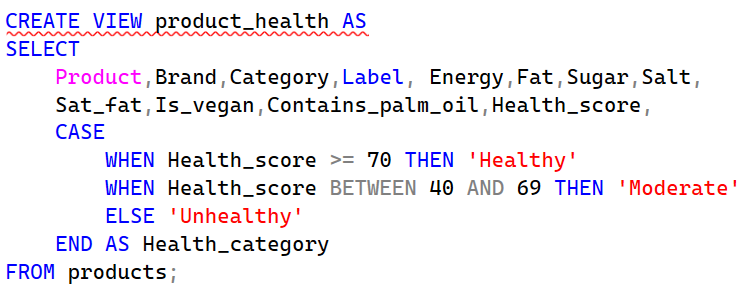 CREATE VIEW product_health AS
SELECT
    Product,Brand,Category,Label, Energy,Fat,Sugar,Salt,
    Sat_fat,Is_vegan,Contains_palm_oil,Health_score,
    CASE
        WHEN Health_score >= 70 THEN 'Healthy'
        WHEN Health_score BETWEEN 40 AND 69 THEN 'Moderate'
        ELSE 'Unhealthy'
    END AS Health_category
FROM products;